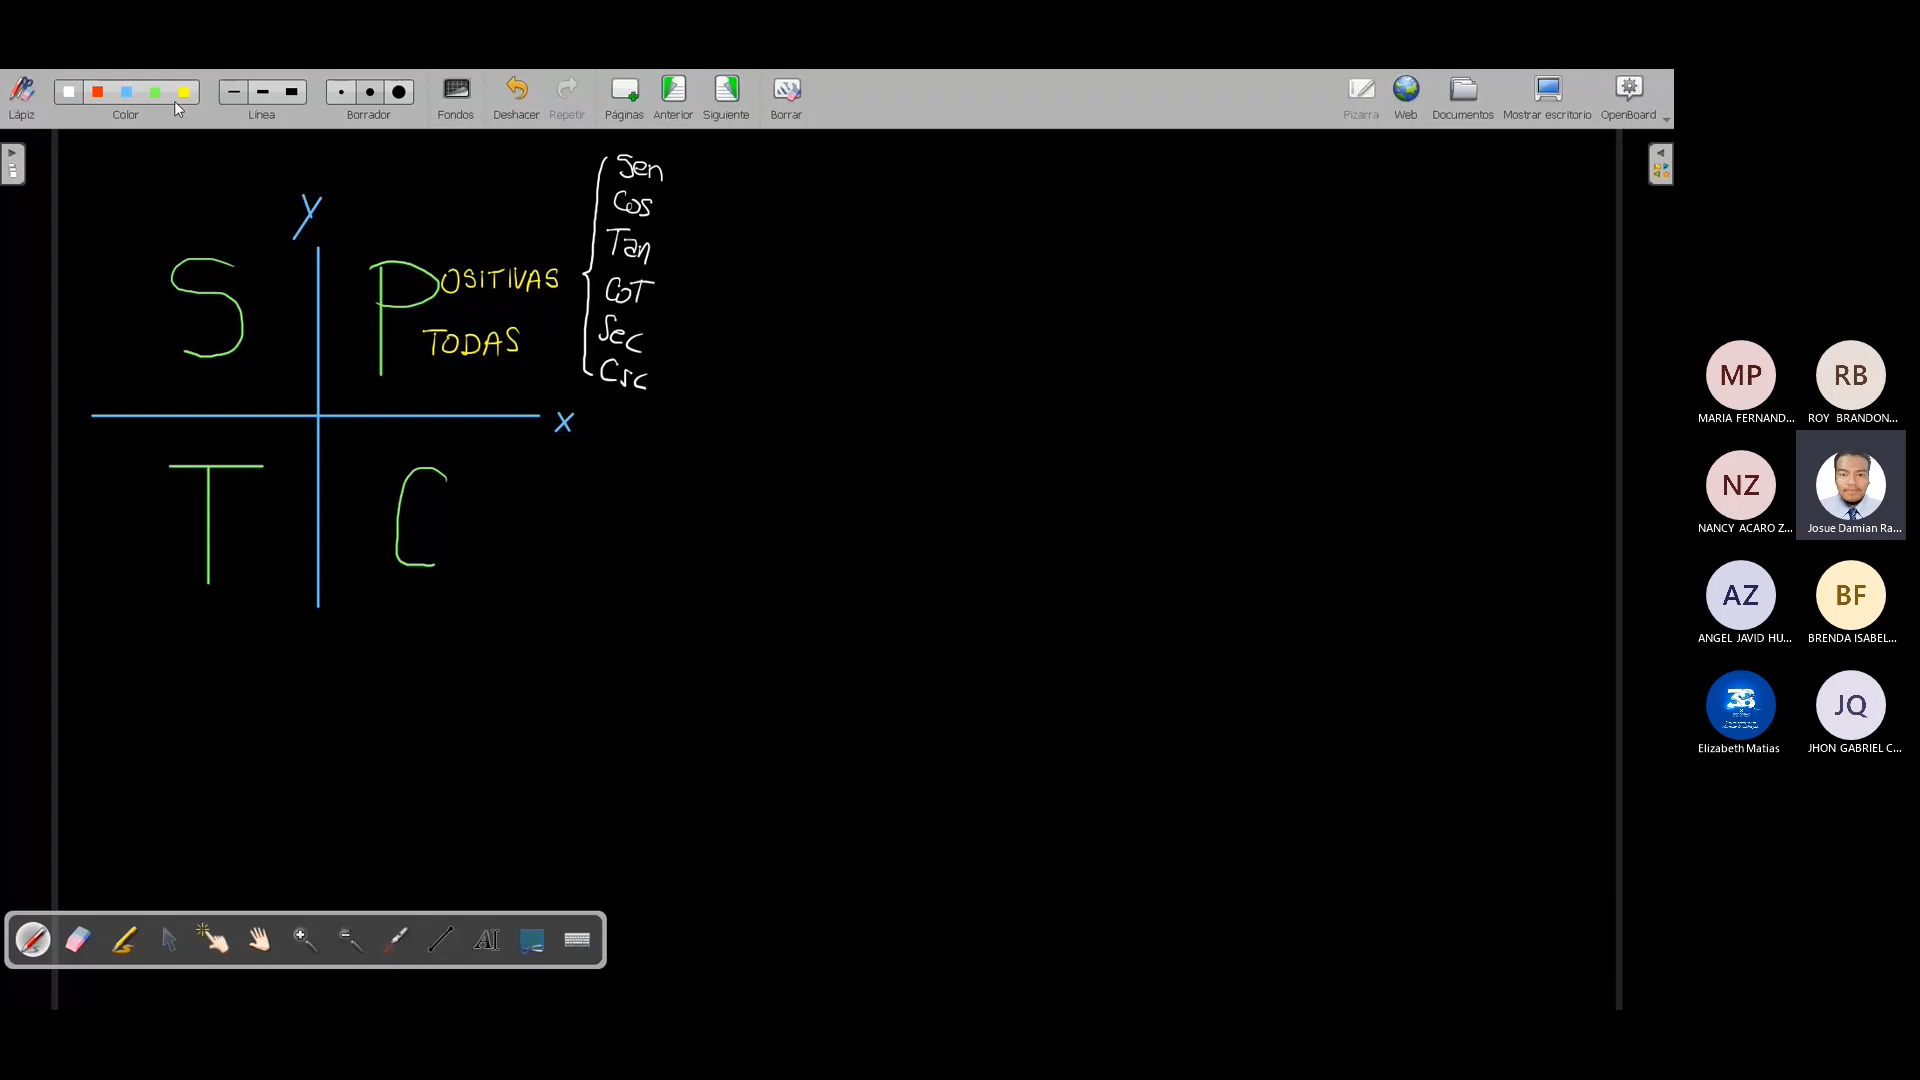 Lápiz
Color
Línea
Borrador
Fondos
Deshacer
Repetir
Páginas
Anterior
Siguiente
Borrar
Pizarra
Web
Documentos
Mostrar escritorio
OpenBoard
y
S
POSITIVAS
TODAS
Sen
Cos
Tan
CoT
Sec
Csc
x
T
C
AI
MP
MARIA FERNAND...
RB
ROY BRANDON...
NZ
NANCY ACARO Z...
Josue Damian Ra...
AZ
ANGEL JAVID HU...
BF
BRENDA ISABEL...
Elizabeth Matias
JQ
JHON GABRIEL C...